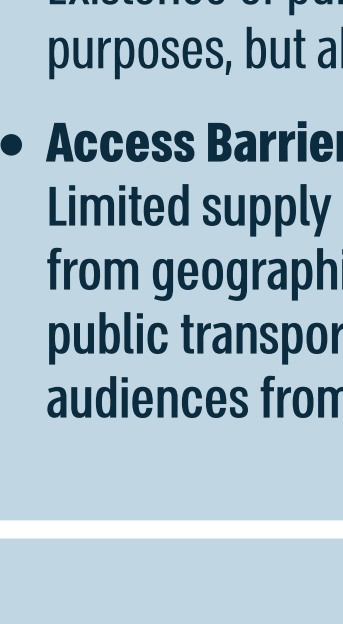 purposes, but al
• Access Barrier
Limited supply
from geographi
public transpor
audiences from